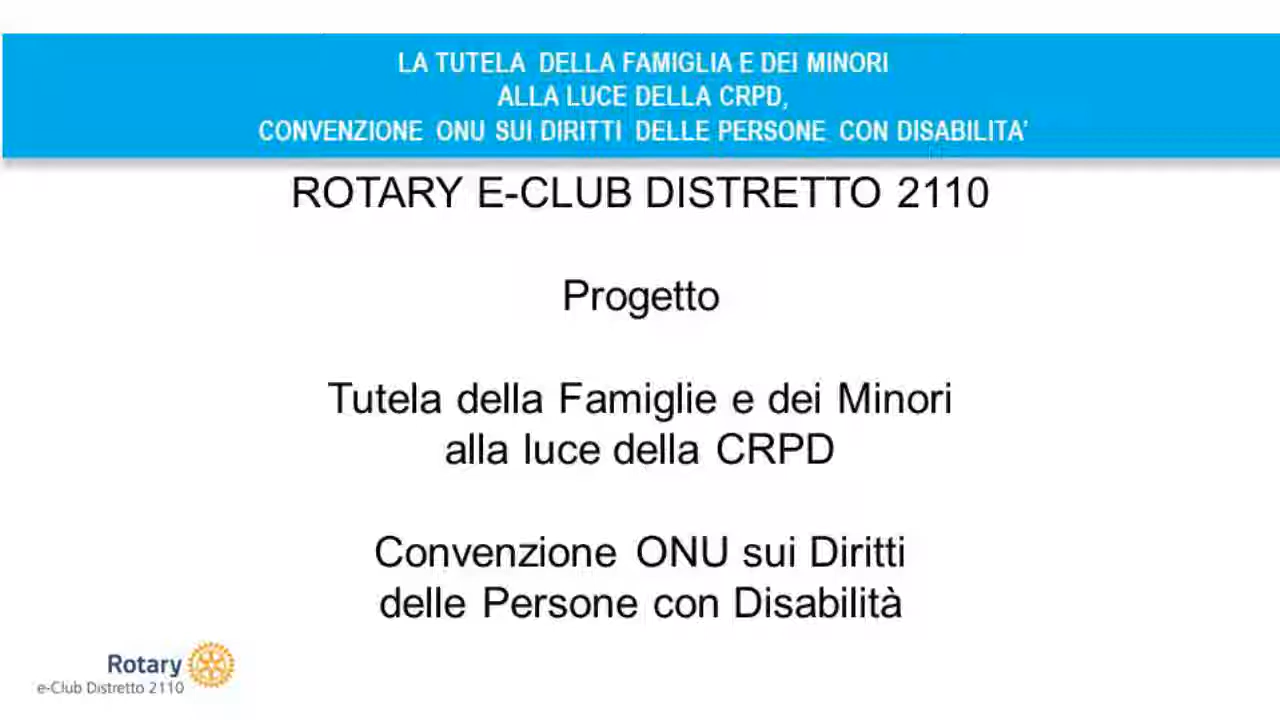 LA TUTELA DELLA FAMIGLIA E DEI MINORI
ALLA LUCE DELLA CRPD,
CONVENZIONE ONU SUI DIRITTI DELLE PERSONE CON DISABILITA’
ROTARY E-CLUB DISTRETTO 2110
Progetto
Tutela della Famiglie e dei Minori
alla luce della CRPD
Convenzione ONU sui Diritti
delle Persone con Disabilità
Rotary
e-Club Distretto 2110